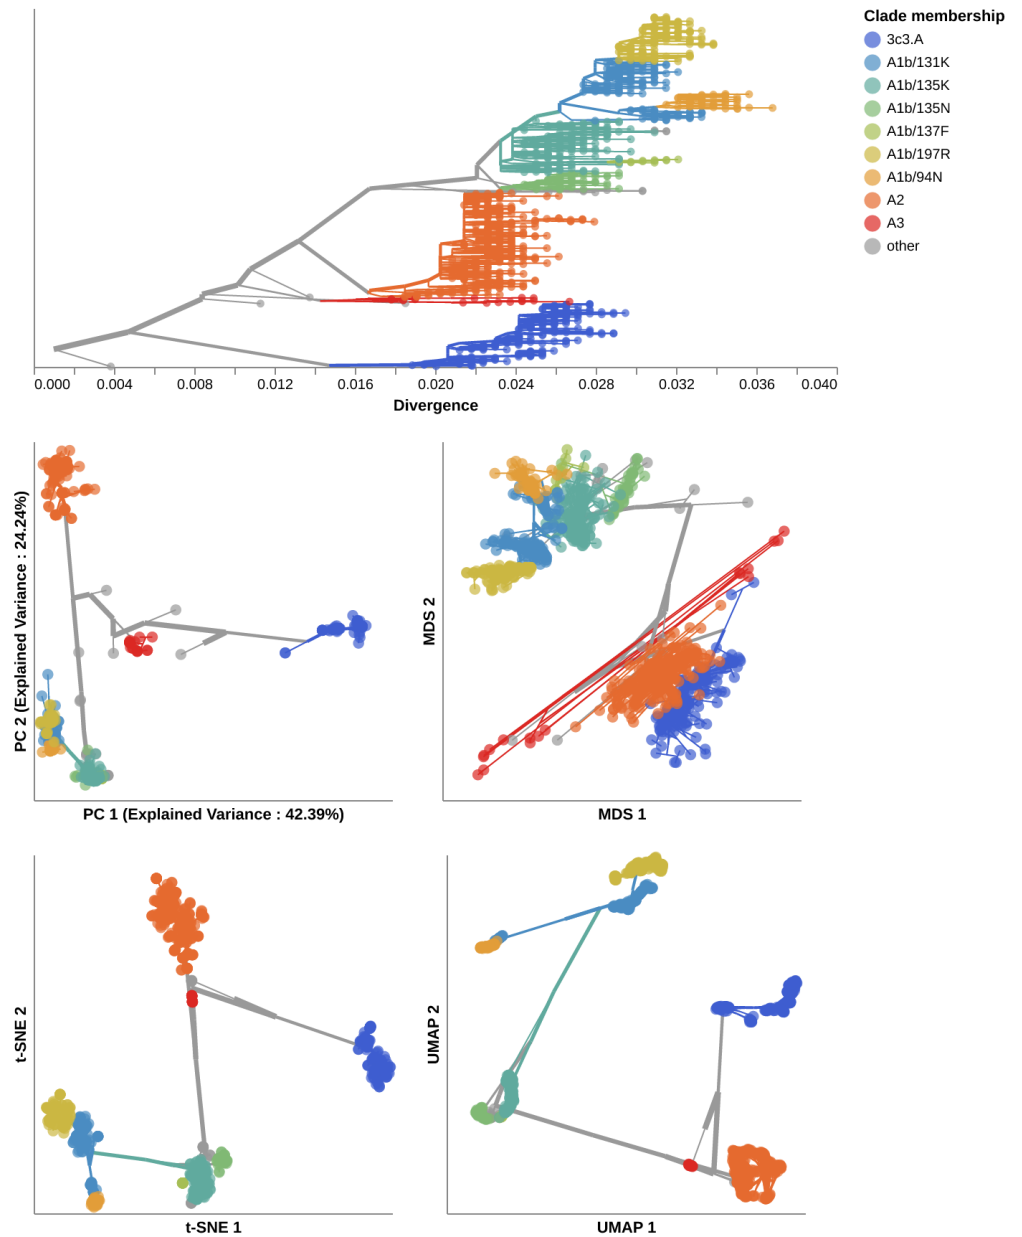 Clade membership
3c3.A
A1b/131K
A1b/135K
A1b/135N
A1b/137F
A1b/197R
A1b/94N
A2
A3
other
0.000 0.004 0.008 0.012 0.016 0.020 0.024 0.028 0.032 0.036 0.040
Divergence
PC 2 (Explained Variance : 24.24%)
PC 1 (Explained Variance : 42.39%)
MDS 2
MDS 1
t-SNE 2
t-SNE 1
UMAP 2
UMAP 1